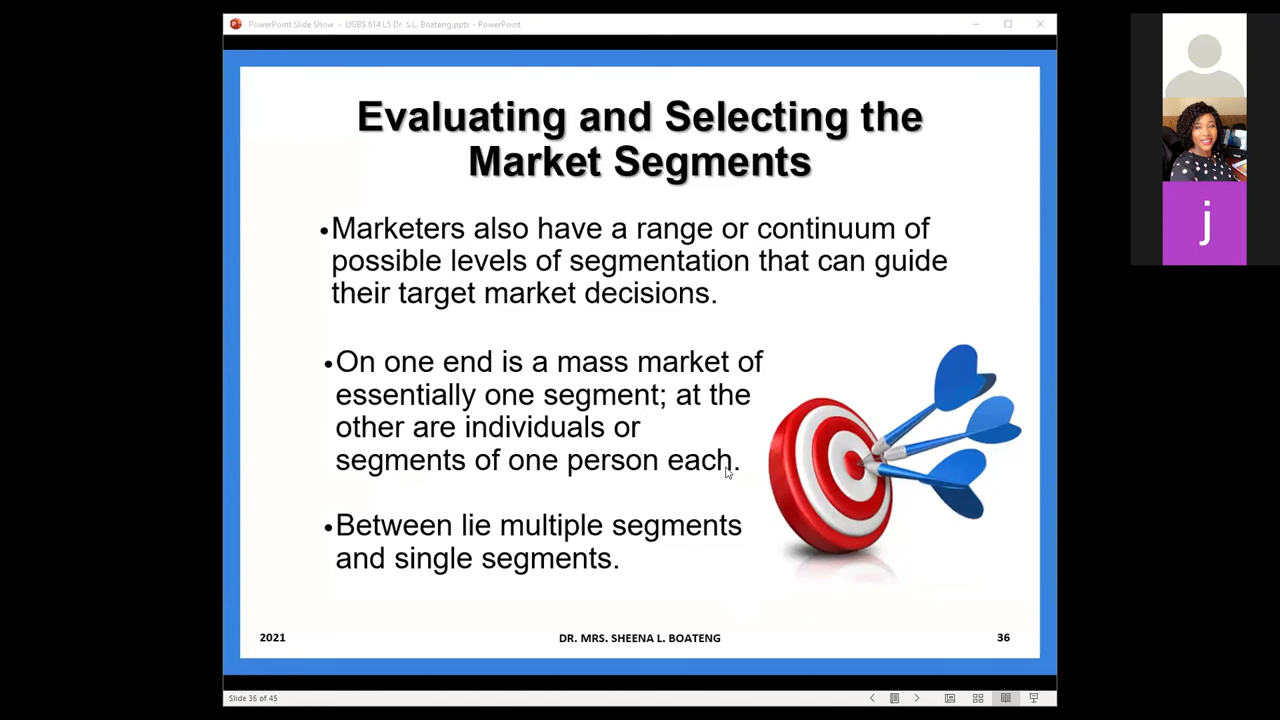 PowerPoint Slide Show - UGBS 614 L5 Dr. S.L. Boateng.pptx - PowerPoint
Evaluating and Selecting the
Market Segments
•Marketers also have a range or continuum of
possible levels of segmentation that can guide
their target market decisions.
•On one end is a mass market of
essentially one segment; at the
other are individuals or
segments of one person each.
•Between lie multiple segments
and single segments.
2021
DR. MRS. SHEENA L. BOATENG
36
Slide 36 of 45
j